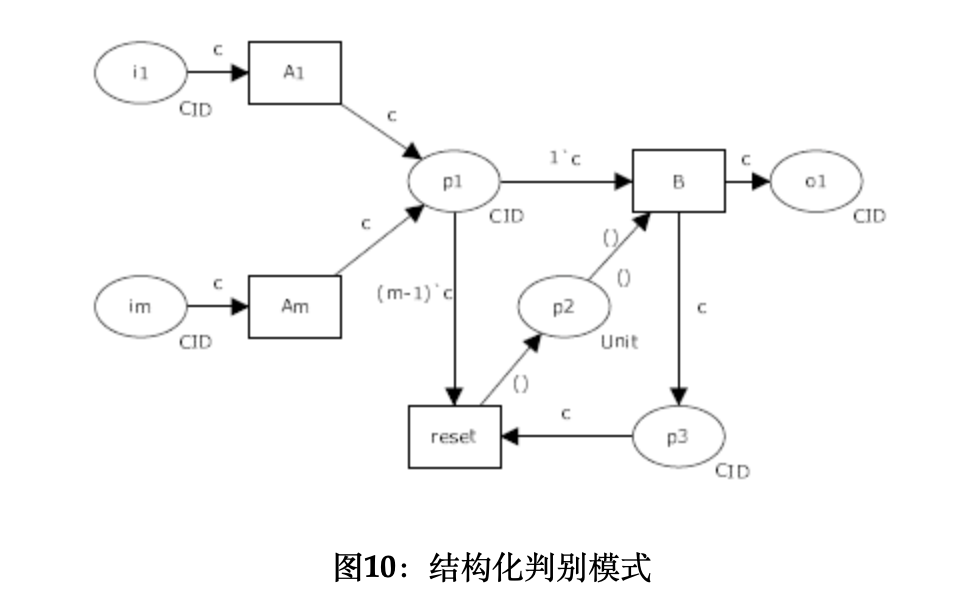 i1
c
A1
CID
c
p1
1`c
B
c
o1
CID
CID
c
()
im
c
Am
(m-1)`c
p2
()
c
CID
Unit
()
c
reset
p3
CID
图10：结构化判别模式